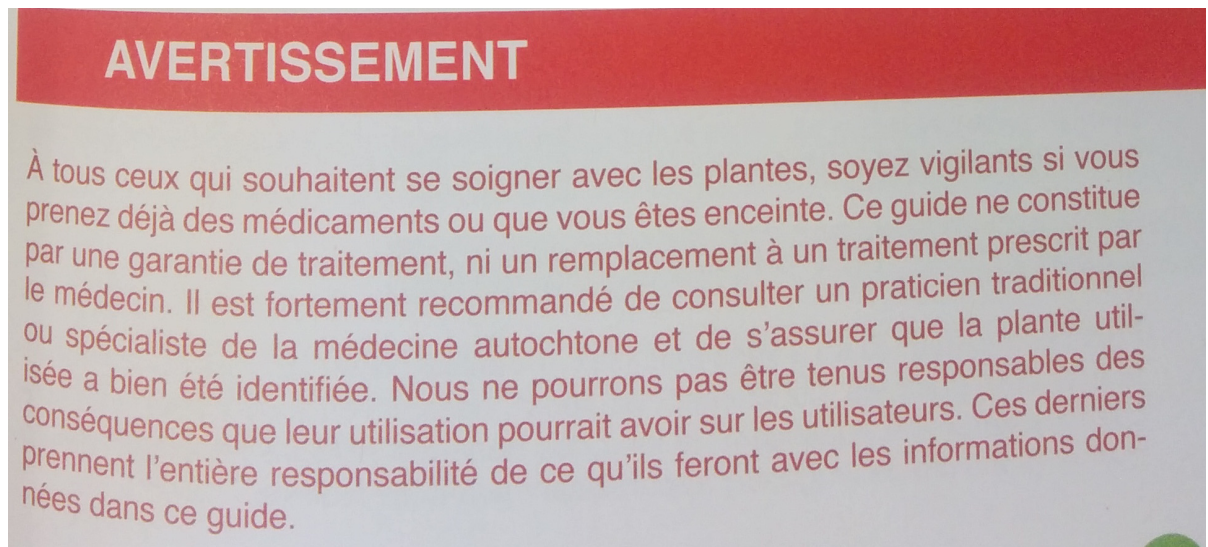 AVERTISSEMENT
À tous ceux qui souhaitent se soigner avec les plantes, soyez vigilants si vous
prenez déjà des médicaments ou que vous êtes enceinte. Ce guide ne constitue
par une garantie de traitement, ni un remplacement à un traitement prescrit par
le médecin. Il est fortement recommandé de consulter un praticien traditionnel
ou spécialiste de la médecine autochtone et de s'assurer que la plante util-
isée a bien été identifiée. Nous ne pourrons pas être tenus responsables des
conséquences que leur utilisation pourrait avoir sur les utilisateurs. Ces derniers
prennent l'entière responsabilité de ce qu'ils feront avec les informations don-
nées dans ce guide.